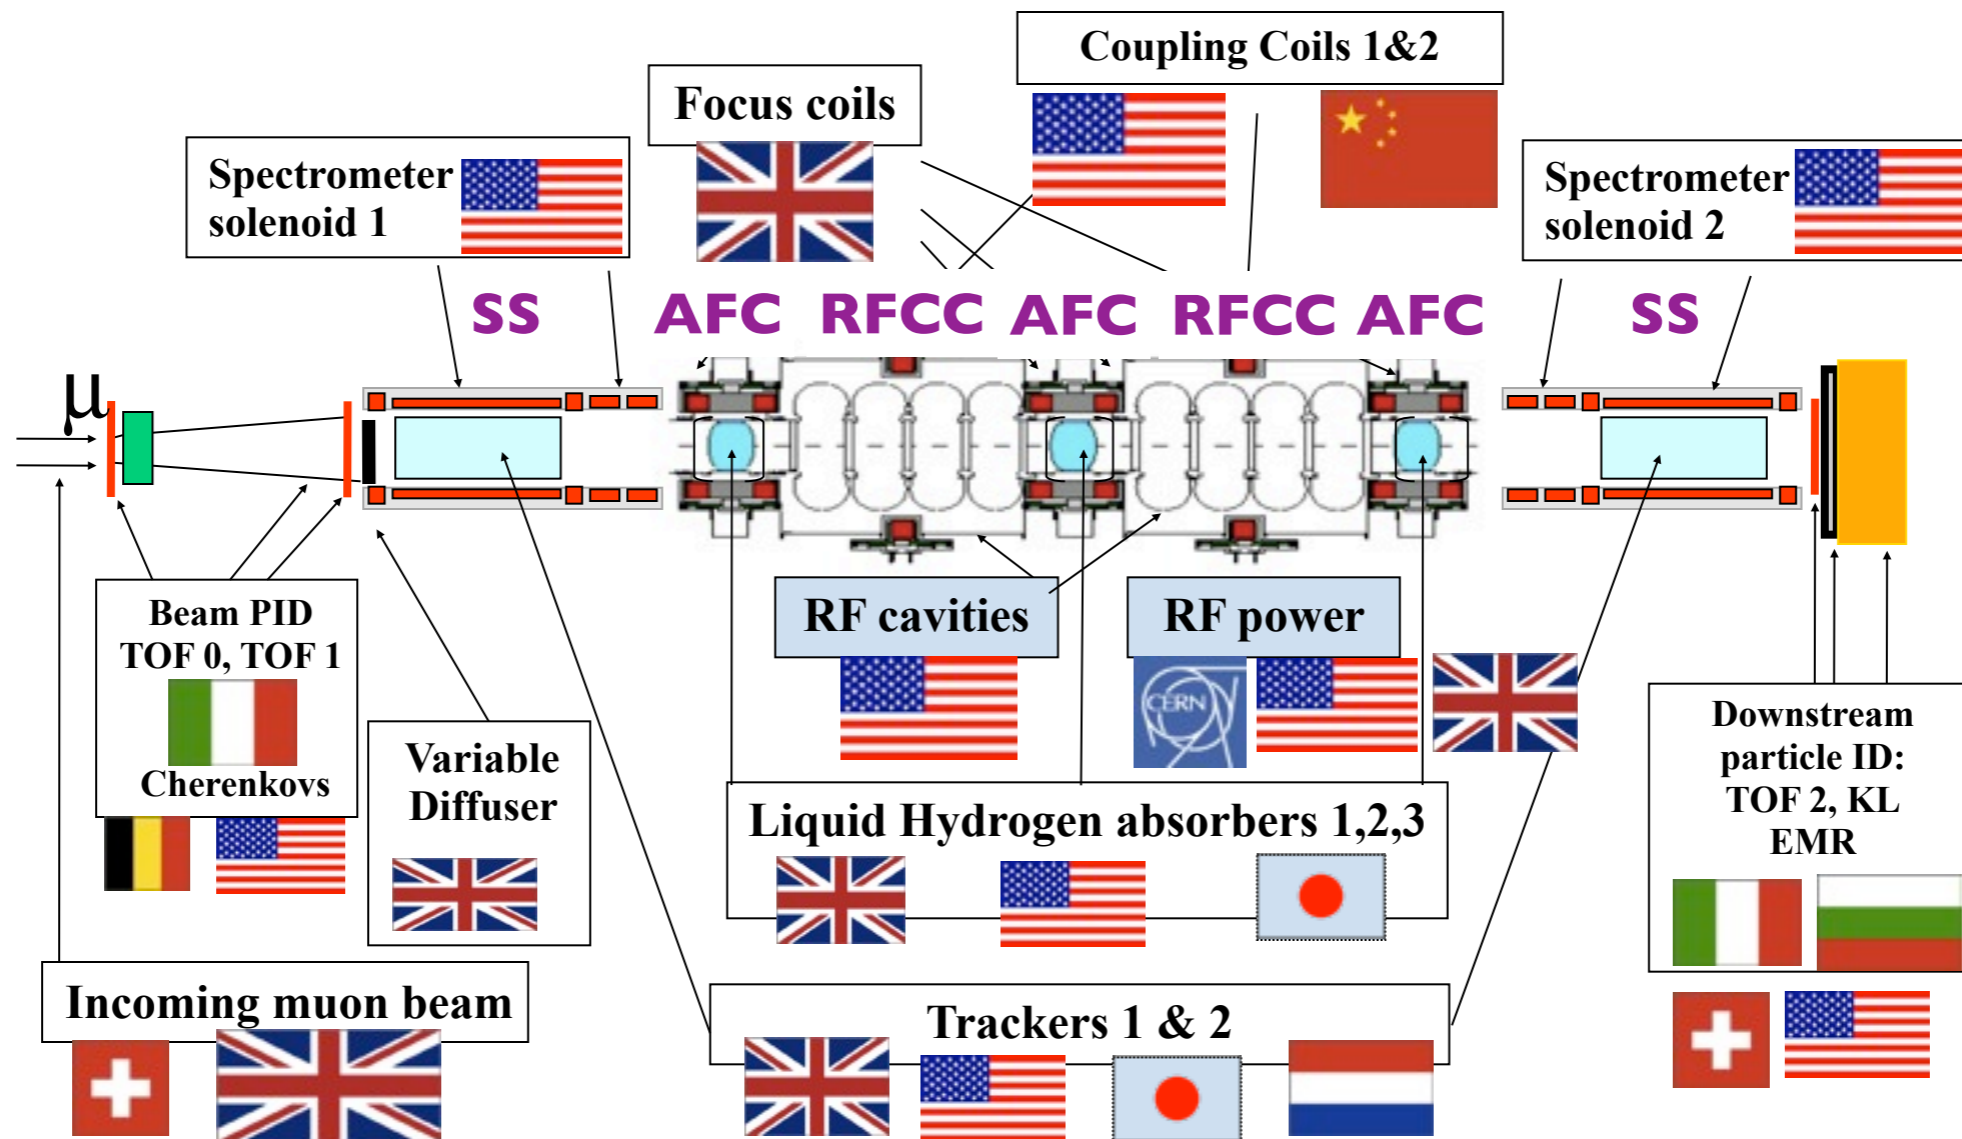 Coupling Coils 1&2
Focus coils
Spectrometer
solenoid 1
Spectrometer
solenoid 2
SS
AFC
RFCC
AFC
RFCC
AFC
SS
μ
Beam PID
TOF 0, TOF 1
Cherenkovs
Variable
Diffuser
RF cavities
RF power
CERN
Liquid Hydrogen absorbers 1,2,3
Downstream
particle ID:
TOF 2, KL
EMR
Incoming muon beam
Trackers 1 & 2